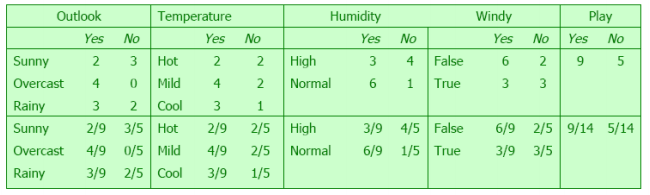 Outlook Temperature Humidity Windy Play
Yes No Yes No Yes No Yes No Yes No
Sunny 2 3 Hot 2 2 High 3 4 False 6 2 9 5
Overcast 4 0 Mild 4 2 Normal 6 1 True 3 3
Rainy 3 2 Cool 3 1
Sunny 2/9 3/5 Hot 2/9 2/5 High 3/9 4/5 False 6/9 2/5 9/14 5/14
Overcast 4/9 0/5 Mild 4/9 2/5 Normal 6/9 1/5 True 3/9 3/5
Rainy 3/9 2/5 Cool 3/9 1/5